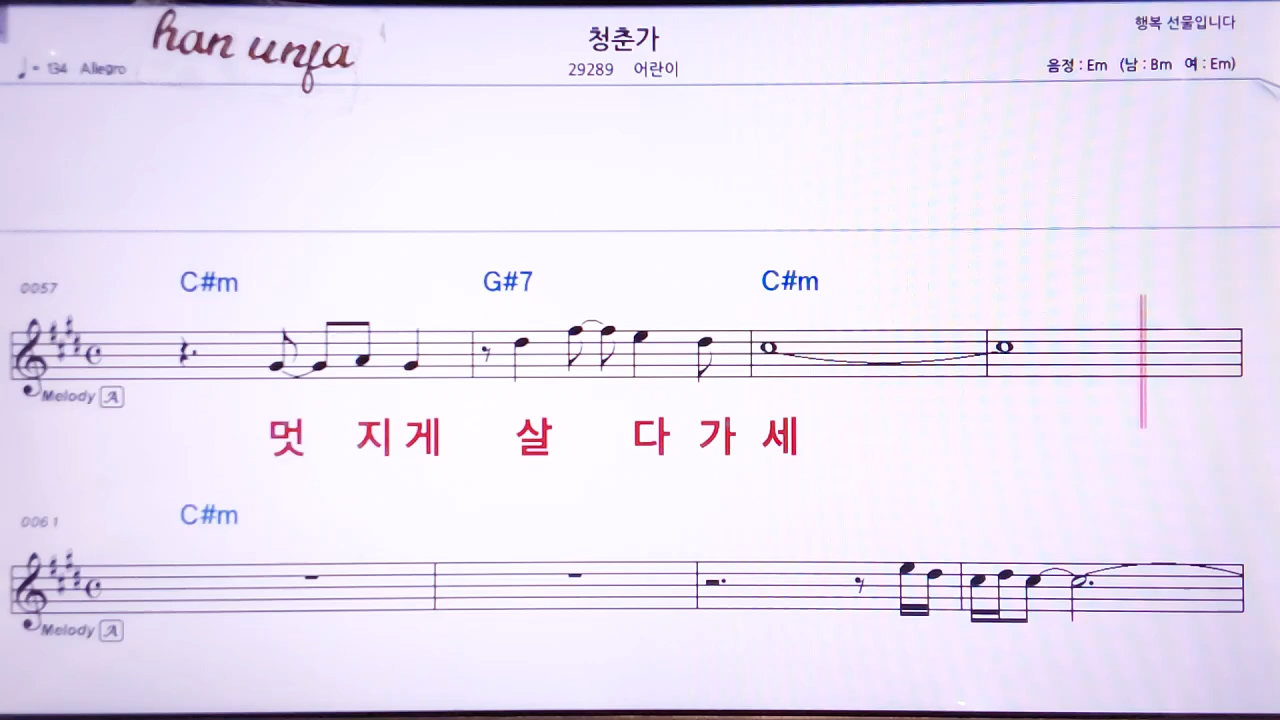 han unja
청춘가
행복 선물입니다
♩= 134 Allegro
29289 어란이
음정 : Em (남 : Bm 여 : Em)
0057 C#m G#7 C#m
Melody A
멋 지 게 살 다 가 세
0061 C#m
Melody A